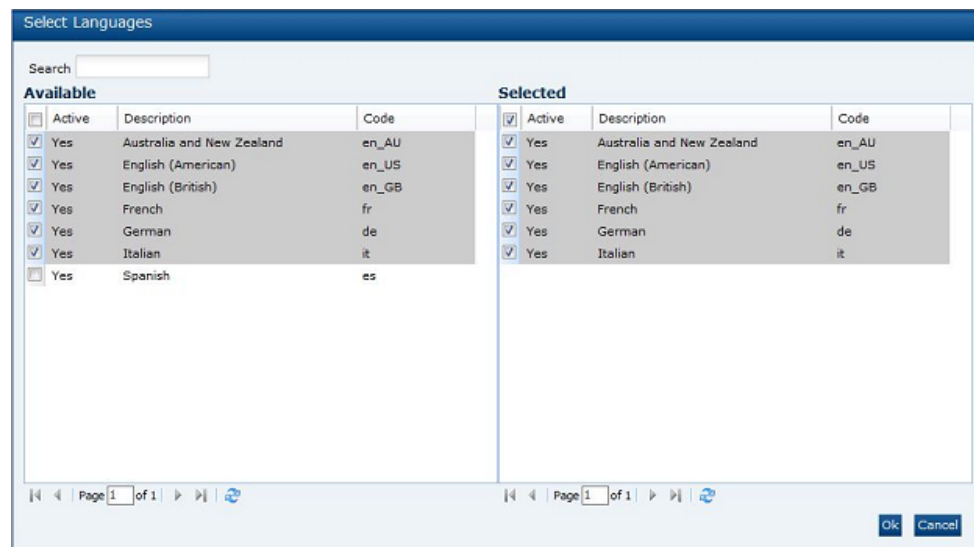 Select Languages
Search
Available
Active Description Code
Yes Australia and New Zealand en_AU
Yes English (American) en_US
Yes English (British) en_GB
Yes French fr
Yes German de
Yes Italian it
Yes Spanish es
Page 1 of 1
Selected
Active Description Code
Yes Australia and New Zealand en_AU
Yes English (American) en_US
Yes English (British) en_GB
Yes French fr
Yes German de
Yes Italian it
Page 1 of 1
Ok Cancel